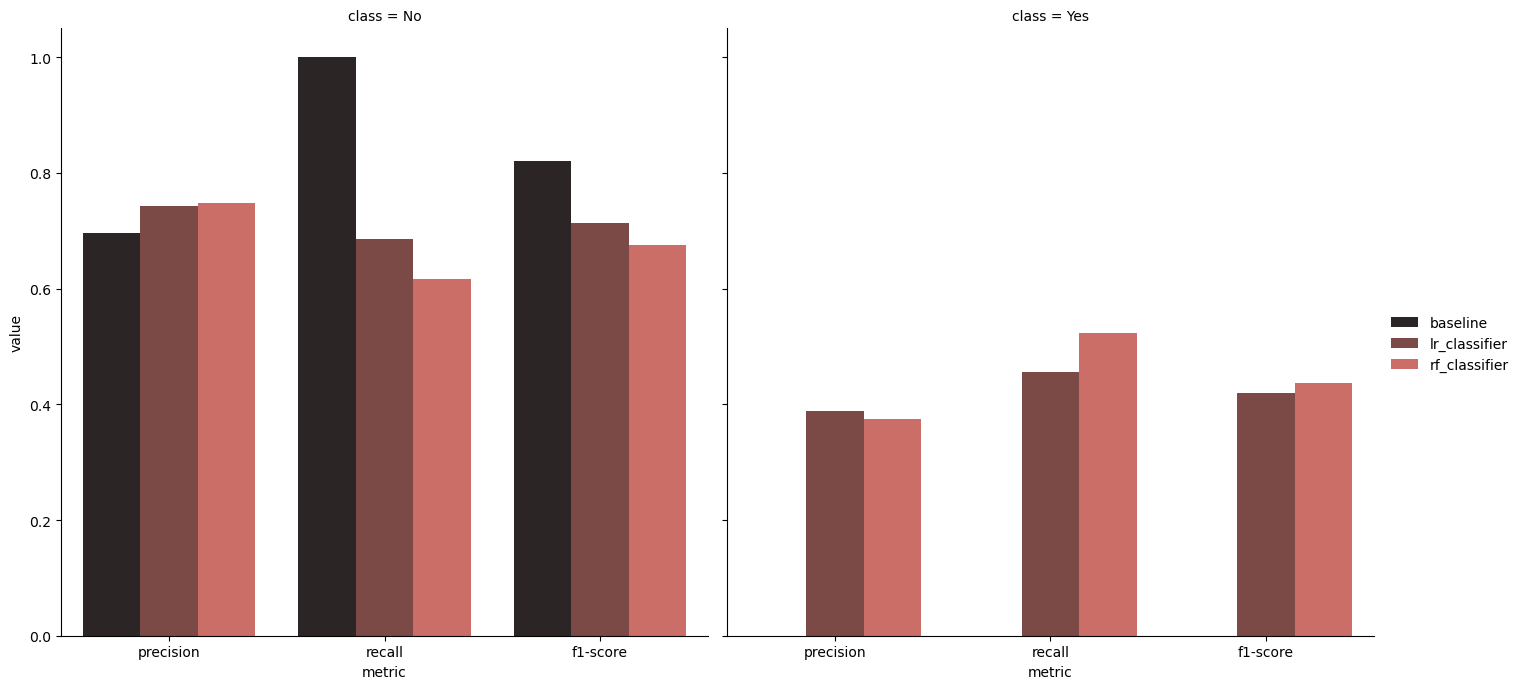 class = No
class = Yes
value
1.0
0.8
0.6
0.4
0.2
0.0
precision
recall
f1-score
metric
precision
recall
f1-score
metric
baseline
lr_classifier
rf_classifier